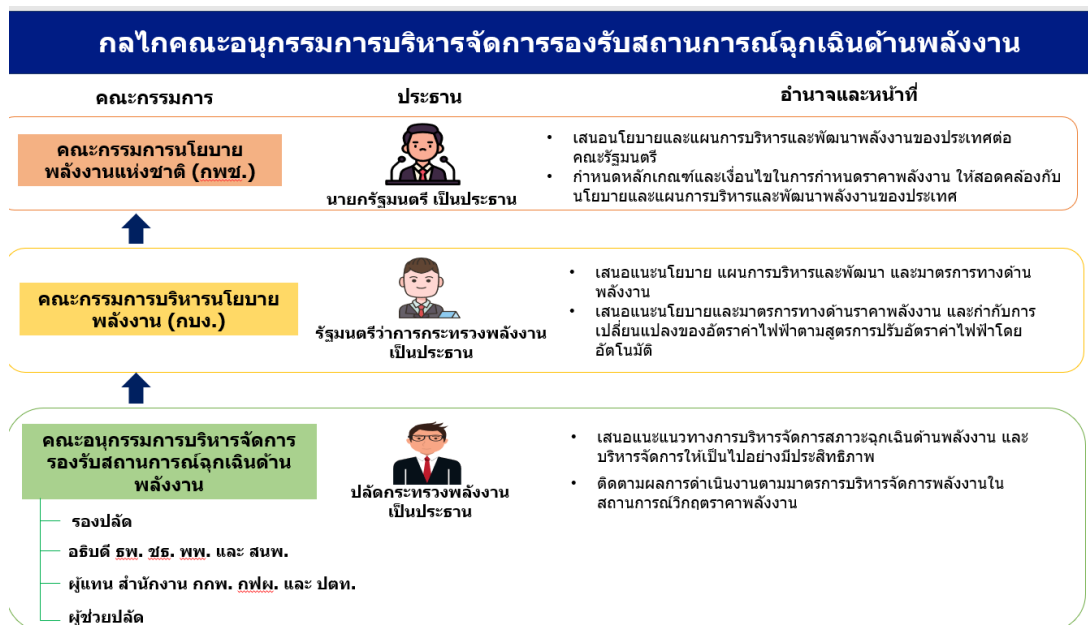 กลไกคณะอนุกรรมการบริหารจัดการรองรับสถานการณ์ฉุกเฉินด้านพลังงาน
คณะกรรมการ
ประธาน
อำนาจและหน้าที่
คณะกรรมการนโยบาย
พลังงานแห่งชาติ (กพช.)
นายกรัฐมนตรี เป็นประธาน
• เสนอนโยบายและแผนการบริหารและพัฒนาพลังงานของประเทศต่อ
คณะรัฐมนตรี
• กำหนดหลักเกณฑ์และเงื่อนไขในการกำหนดราคาพลังงาน ให้สอดคล้องกับ
นโยบายและแผนการบริหารและพัฒนาพลังงานของประเทศ
คณะกรรมการบริหารนโยบาย
พลังงาน (กบง.)
รัฐมนตรีว่าการกระทรวงพลังงาน
เป็นประธาน
• เสนอแนะนโยบาย แผนการบริหารและพัฒนา และมาตรการทางด้าน
พลังงาน
• เสนอแนะนโยบายและมาตรการทางด้านราคาพลังงาน และกำกับการ
เปลี่ยนแปลงของอัตราค่าไฟฟ้าตามสูตรการปรับอัตราค่าไฟฟ้าโดย
อัตโนมัติ
คณะอนุกรรมการบริหารจัดการ
รองรับสถานการณ์ฉุกเฉินด้าน
พลังงาน
ปลัดกระทรวงพลังงาน
เป็นประธาน
• เสนอแนะแนวทางการบริหารจัดการสภาวะฉุกเฉินด้านพลังงาน และ
บริหารจัดการให้เป็นไปอย่างมีประสิทธิภาพ
• ติดตามผลการดำเนินงานตามมาตรการบริหารจัดการพลังงานใน
สถานการณ์วิกฤตราคาพลังงาน
รองปลัด
อธิบดี ธพ. ชธ. พพ. และ สนพ.
ผู้แทน สำนักงาน กกพ. กฟผ. และ ปตท.
ผู้ช่วยปลัด